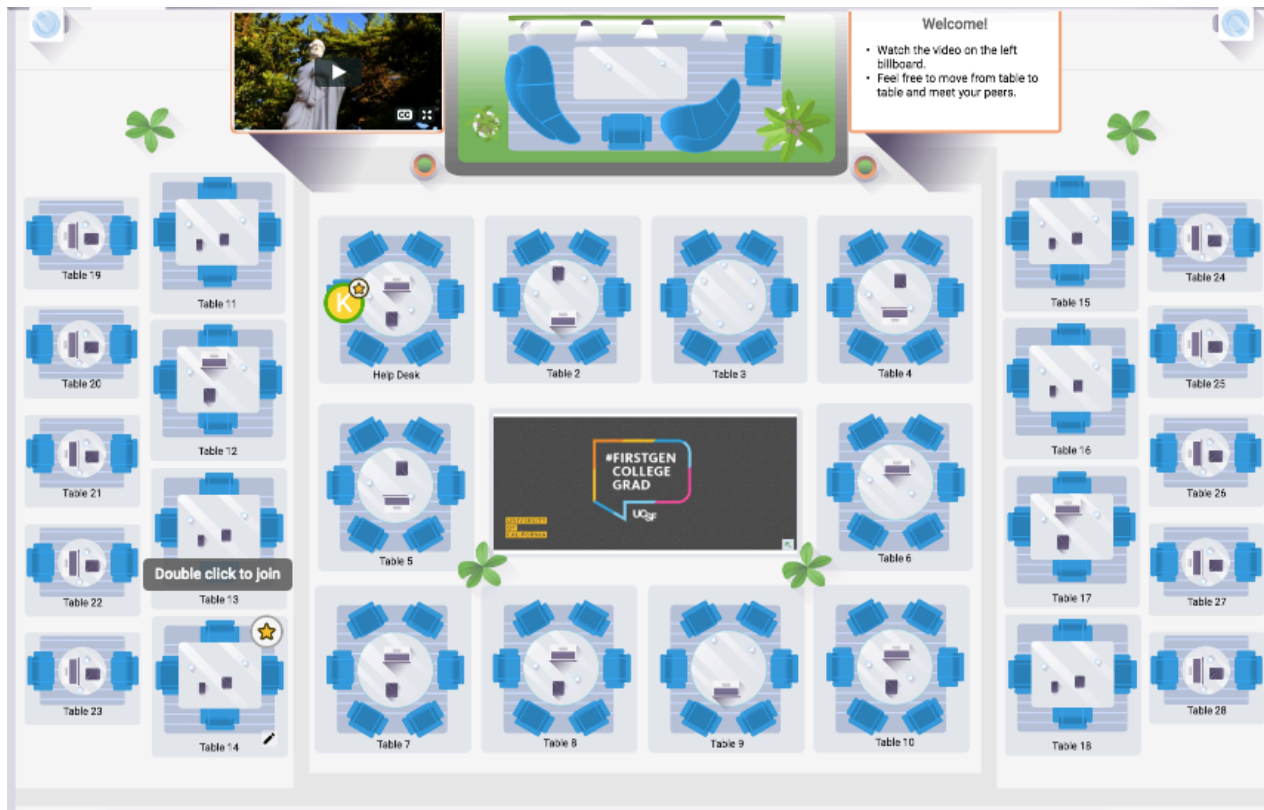 Welcome!
• Watch the video on the left
billboard.
• Feel free to move from table to
table and meet your peers.
CC
Table 19
Table 11
Table 20
Table 12
Table 21
Table 13
Double click to join
Table 22
Table 14
Table 23
K
Help Desk
Table 2
Table 3
Table 4
Table 5
#FIRSTGEN
COLLEGE
GRAD
UCSF
UNIVERSITY
OF
CALIFORNIA
Table 6
Table 7
Table 8
Table 9
Table 10
Table 15
Table 24
Table 16
Table 25
Table 17
Table 26
Table 18
Table 27
Table 28